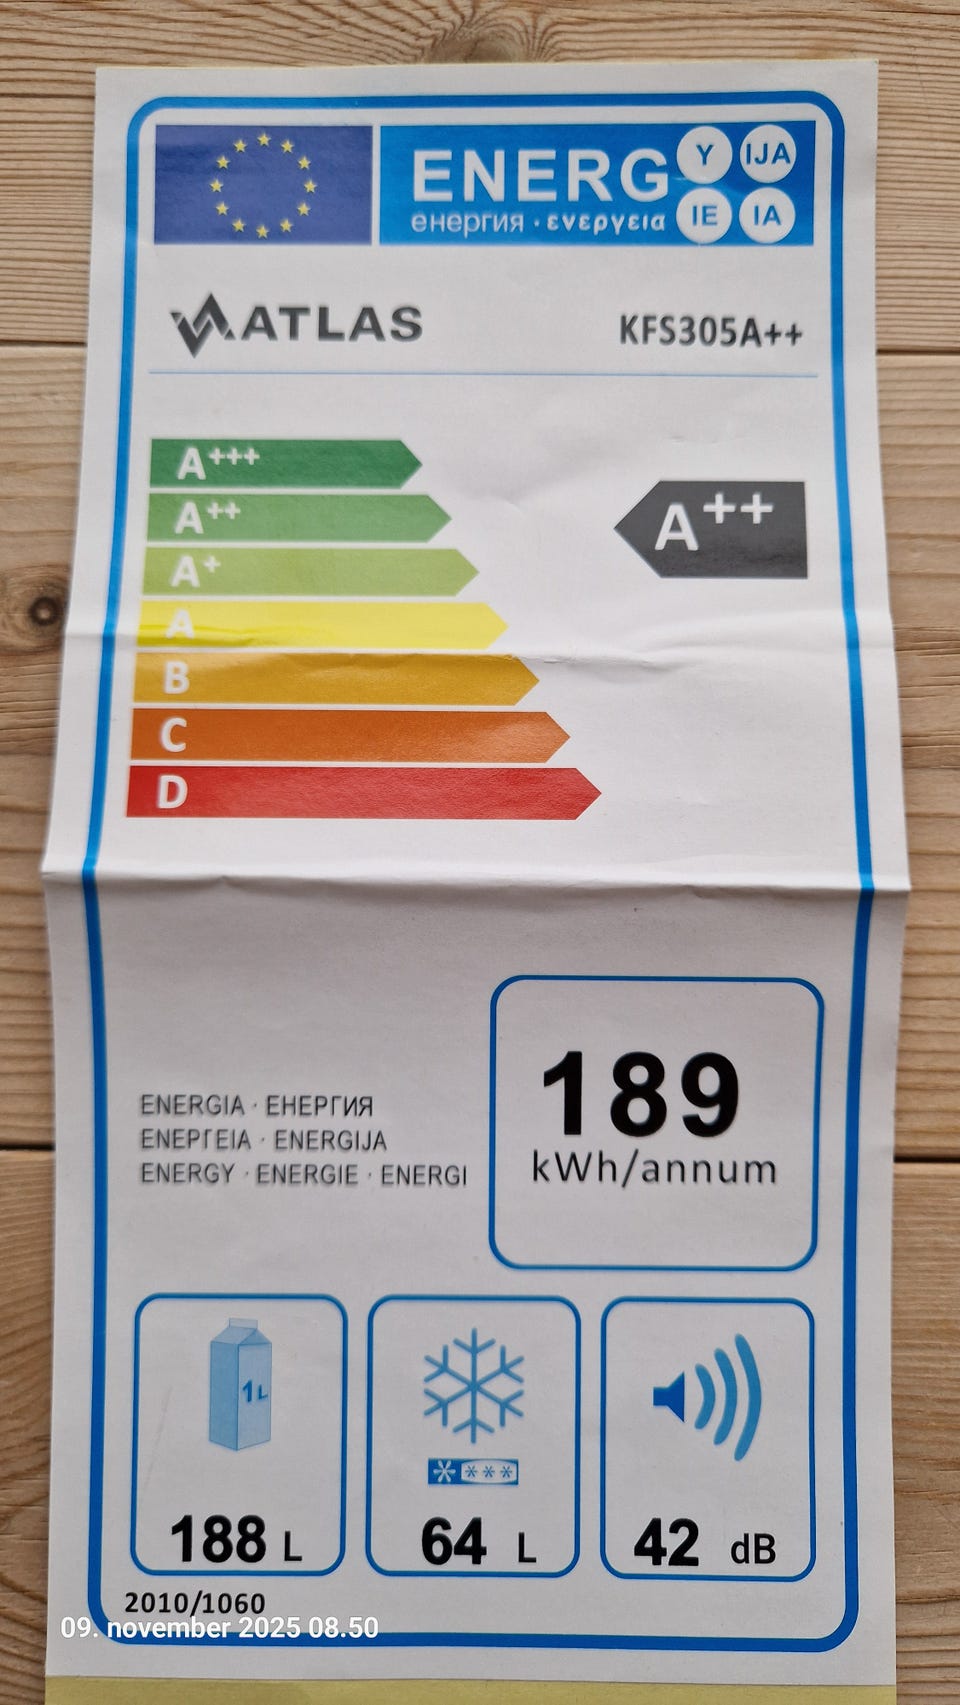 ENERG Y IJA
енергия · ενεργεια IE IA
ATLAS KFS305A++
A+++
A++
A++
A+
A
B
C
D
189
kWh/annum
ENERGIA · ЕНЕРГИЯ
ΕΝΕΡΓΕΙΑ · ENERGIJA
ENERGY · ENERGIE · ENERGI
1L
188 L
64 L
42 dB
2010/1060
09. november 2025 08.50